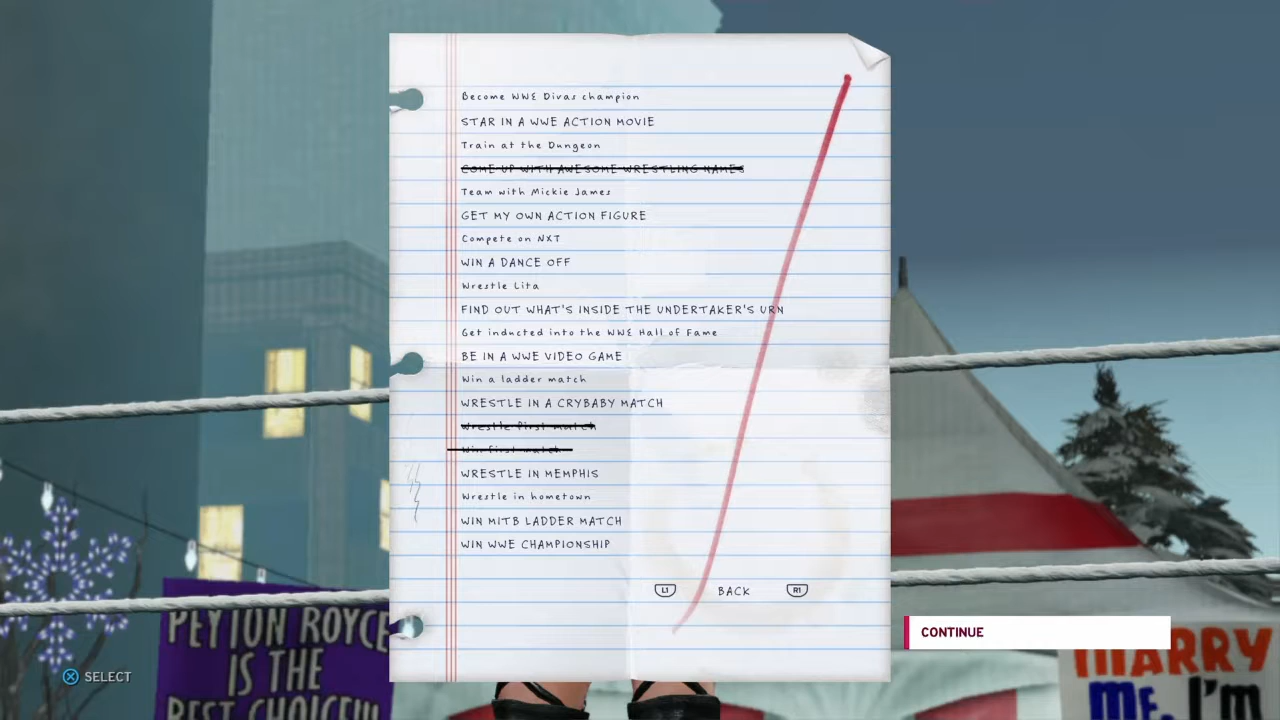 Become WWE Divas champion
STAR IN A WWE ACTION MOVIE
Train at the Dungeon
COME UP WITH AWESOME WRESTLING NAMES
Team with Mickie James
GET MY OWN ACTION FIGURE
Compete on NXT
WIN A DANCE OFF
Wrestle Lita
FIND OUT WHAT'S INSIDE THE UNDERTAKER'S URN
Get inducted into the WWE Hall of Fame
BE IN A WWE VIDEO GAME
Win a ladder match
WRESTLE IN A CRYBABY MATCH
Wrestle first match
Win first match
WRESTLE IN MEMPHIS
Wrestle in hometown
WIN MITB LADDER MATCH
WIN WWE CHAMPIONSHIP
L1 BACK R1
CONTINUE
SELECT
PEYTON ROYCE
IS THE
BEST CHOICE!!!
MARRY
ME, I'm